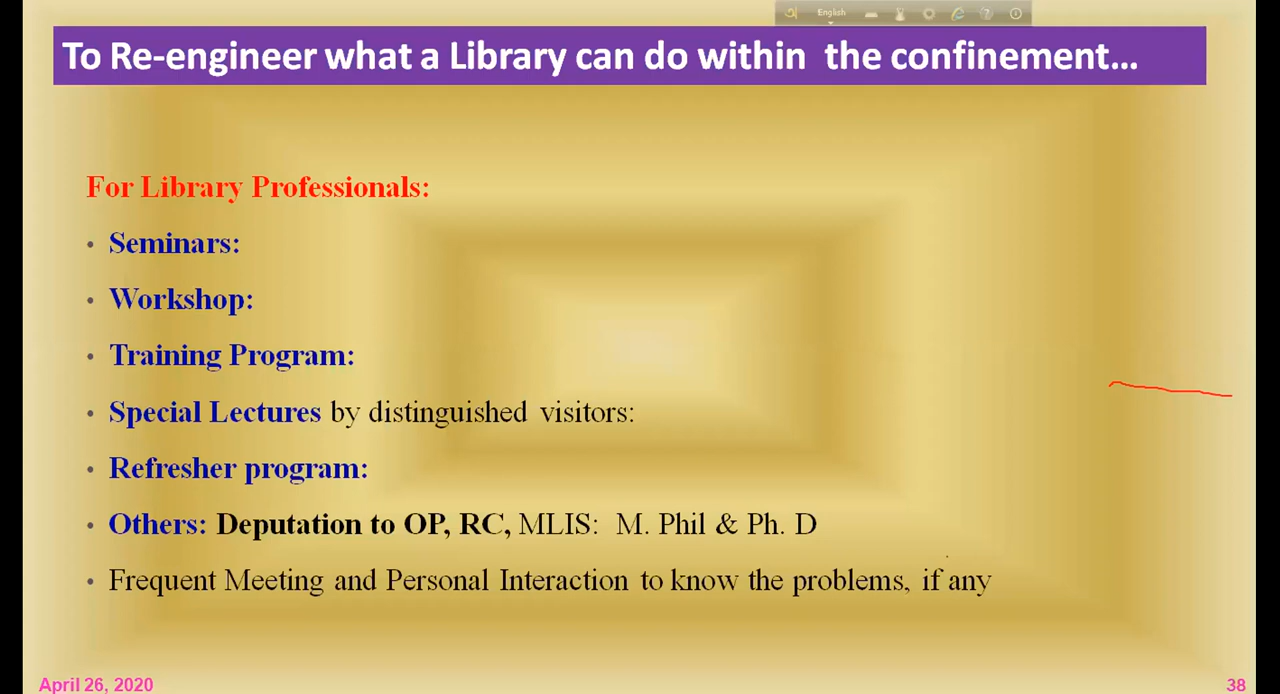 অ English
To Re-engineer what a Library can do within the confinement...
For Library Professionals:
• Seminars:
• Workshop:
• Training Program:
• Special Lectures by distinguished visitors:
• Refresher program:
• Others: Deputation to OP, RC, MLIS: M. Phil & Ph. D
• Frequent Meeting and Personal Interaction to know the problems, if any
April 26, 2020
38